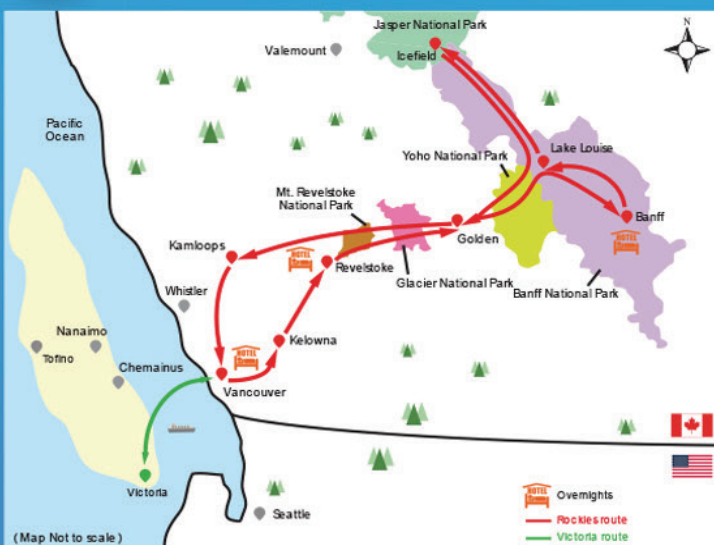 Jasper National Park
N
Valemount
Icefield
Pacific
Ocean
Lake Louise
Yoho National Park
Mt. Revelstoke
National Park
Banff
HOTEL
Golden
Kamloops
HOTEL
Revelstoke
Glacier National Park
Banff National Park
Whistler
Nanaimo
Kelowna
Tofino
HOTEL
Chemainus
Vancouver
Victoria
HOTEL
Overnights
Seattle
Rockies route
(Map Not to scale)
Victoria route